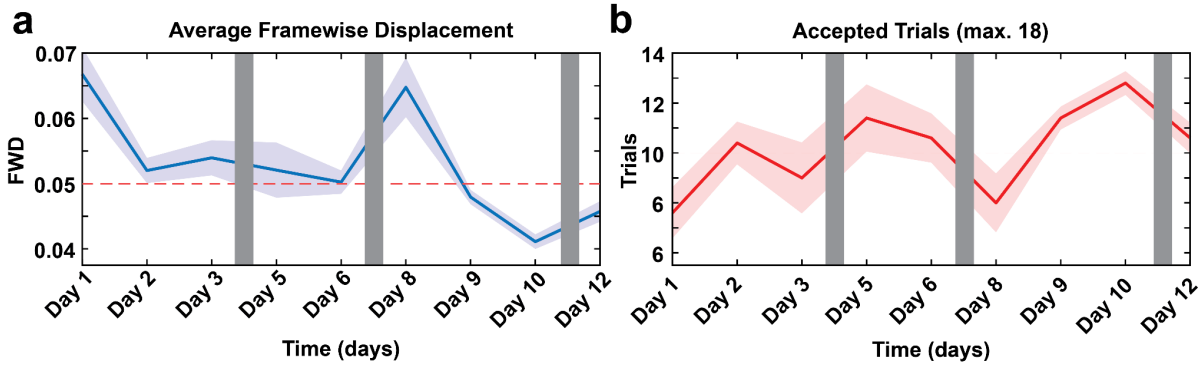 a
Average Framewise Displacement
0.07
0.06
0.05
0.04
FWD
Day 1
Day 2
Day 3
Day 5
Day 6
Day 8
Day 9
Day 10
Day 12
Time (days)
b
Accepted Trials (max. 18)
14
12
10
6
6
Trials
Day 1
Day 2
Day 3
Day 5
Day 6
Day 8
Day 9
Day 10
Day 12
Time (days)